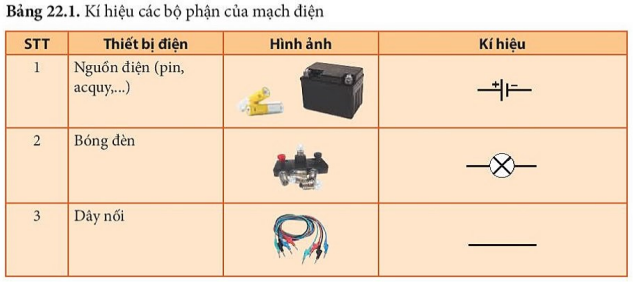 Bảng 22.1. Kí hiệu các bộ phận của mạch điện
STT Thiết bị điện Hình ảnh Kí hiệu
1 Nguồn điện (pin,
acquy,...)
+ -
2 Bóng đèn
3 Dây nối